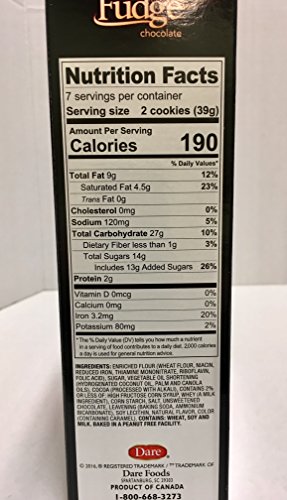 Fudge
chocolate
Nutrition Facts
7 servings per container
Serving size 2 cookies (39g)
Amount Per Serving
Calories 190
% Daily Values*
Total Fat 9g 12%
Saturated Fat 4.5g 23%
Trans Fat 0g
Cholesterol 0mg 0%
Sodium 120mg 5%
Total Carbohydrate 27g 10%
Dietary Fiber less than 1g 3%
Total Sugars 14g
Includes 13g Added Sugars 26%
Protein 2g
Vitamin D 0mcg 0%
Calcium 0mg 0%
Iron 3.2mg 20%
Potassium 80mg 2%
*The % Daily Value (DV) tells you how much a nutrient
in a serving of food contributes to a daily diet. 2,000 calories
a day is used for general nutrition advice.
INGREDIENTS: ENRICHED FLOUR (WHEAT FLOUR, NIACIN,
REDUCED IRON, THIAMINE MONONITRATE, RIBOFLAVIN,
FOLIC ACID), SUGAR, VEGETABLE OIL SHORTENING
(HYDROGENATED COCONUT OIL, PALM AND CANOLA
OILS), COCOA (PROCESSED WITH ALKALI), CONTAINS 2%
OR LESS OF: HIGH FRUCTOSE CORN SYRUP, WHEY (A MILK
INGREDIENT), CORN STARCH, SALT, UNSWEETENED
CHOCOLATE, LEAVENING (BAKING SODA, AMMONIUM
BICARBONATE), SOY LECITHIN, NATURAL FLAVOR, COLOR
(CONTAINING CARAMEL). CONTAINS: WHEAT, SOY AND
MILK. BAKED IN A PEANUT FREE FACILITY.
Dare
© 2016, ® REGISTERED TRADEMARK / ™ TRADEMARK OF
Dare Foods
SPARTANBURG, SC 29303
PRODUCT OF CANADA
1-800-668-3273